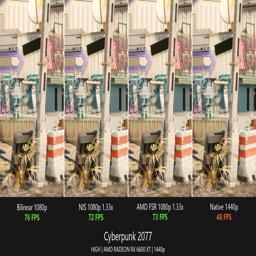 Bilinear 1080p
76 FPS
NIS 1080p 1.33x
72 FPS
AMD FSR 1080p 1.33x
73 FPS
Native 1440p
48 FPS
Cyberpunk 2077
HIGH | AMD RADEON RX 6600 XT | 1440p